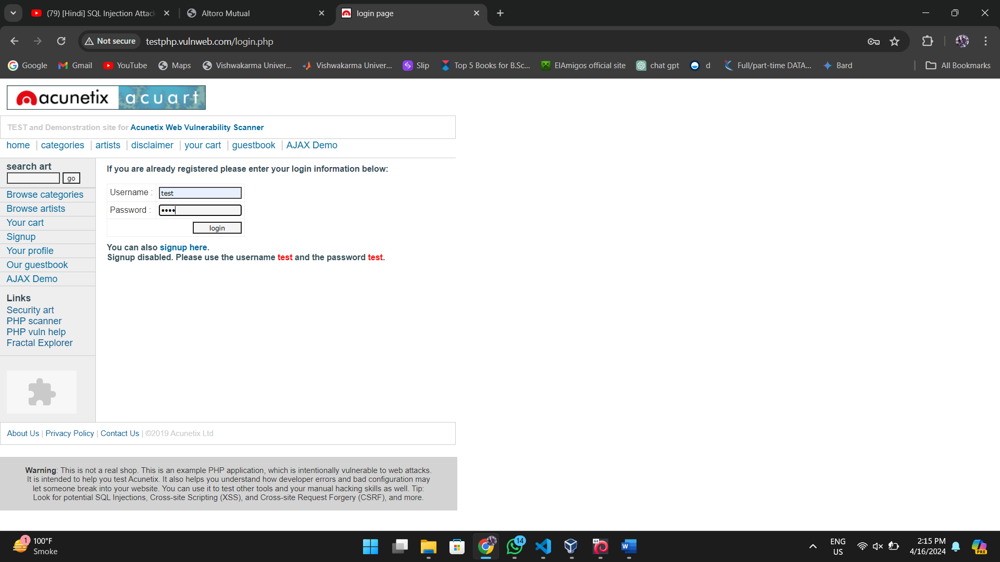 (79) [Hindi] SQL Injection Attac
Altoro Mutual
login page
Not secure
testphp.vulnweb.com/login.php
Google
Gmail
YouTube
Maps
Vishwakarma Univer...
Vishwakarma Univer...
Slip
Top 5 Books for B.Sc...
ElAmigos official site
chat gpt
d
Full/part-time DATA...
Bard
All Bookmarks
acunetix acuart
TEST and Demonstration site for Acunetix Web Vulnerability Scanner
home | categories | artists | disclaimer | your cart | guestbook | AJAX Demo
search art
go
Browse categories
Browse artists
Your cart
Signup
Your profile
Our guestbook
AJAX Demo
Links
Security art
PHP scanner
PHP vuln help
Fractal Explorer
If you are already registered please enter your login information below:
Username : test
Password : ••••
login
You can also signup here.
Signup disabled. Please use the username test and the password test.
About Us | Privacy Policy | Contact Us | ©2019 Acunetix Ltd
Warning: This is not a real shop. This is an example PHP application, which is intentionally vulnerable to web attacks.
It is intended to help you test Acunetix. It also helps you understand how developer errors and bad configuration may
let someone break into your website. You can use it to test other tools and your manual hacking skills as well. Tip:
Look for potential SQL Injections, Cross-site Scripting (XSS), and Cross-site Request Forgery (CSRF), and more.
1
100°F
Smoke
14
64
W
ENG
US
2:15 PM
4/16/2024
PRE